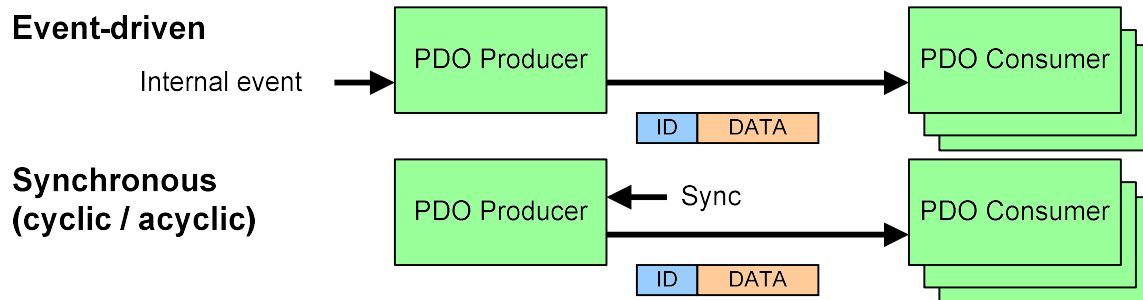 Event-driven
Internal event
PDO Producer
PDO Consumer
ID DATA
Synchronous
(cyclic / acyclic)
PDO Producer
Sync
PDO Consumer
ID DATA